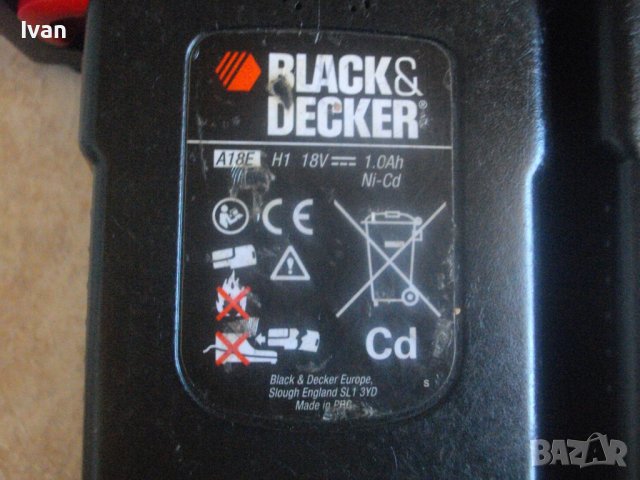 Ivan
BLACK&
DECKER®
A18E H1 18V 1.0Ah
Ni-Cd
CE
Cd
Black & Decker Europe,
Slough England SL1 3YD
Made in PRC
S
BAZAR